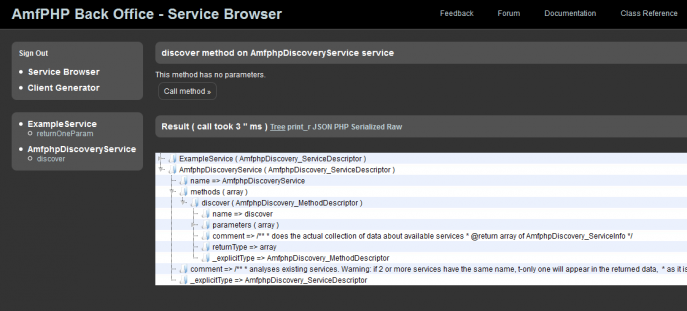 AmfPHP Back Office - Service Browser
Feedback Forum Documentation Class Reference
Sign Out
Service Browser
Client Generator
ExampleService
returnOneParam
AmfphpDiscoveryService
discover
discover method on AmfphpDiscoveryService service
This method has no parameters.
Call method »
Result ( call took 3 " ms ) Tree print_r JSON PHP Serialized Raw
ExampleService ( AmfphpDiscovery_ServiceDescriptor )
AmfphpDiscoveryService ( AmfphpDiscovery_ServiceDescriptor )
name => AmfphpDiscoveryService
methods ( array )
discover ( AmfphpDiscovery_MethodDescriptor )
name => discover
parameters ( array )
comment => /** * does the actual collection of data about available services * @return array of AmfphpDiscovery_ServiceInfo */
returnType => array
_explicitType => AmfphpDiscovery_MethodDescriptor
comment => /** * analyses existing services. Warning: if 2 or more services have the same name, t-only one will appear in the returned data, * as it is
_explicitType => AmfphpDiscovery_ServiceDescriptor